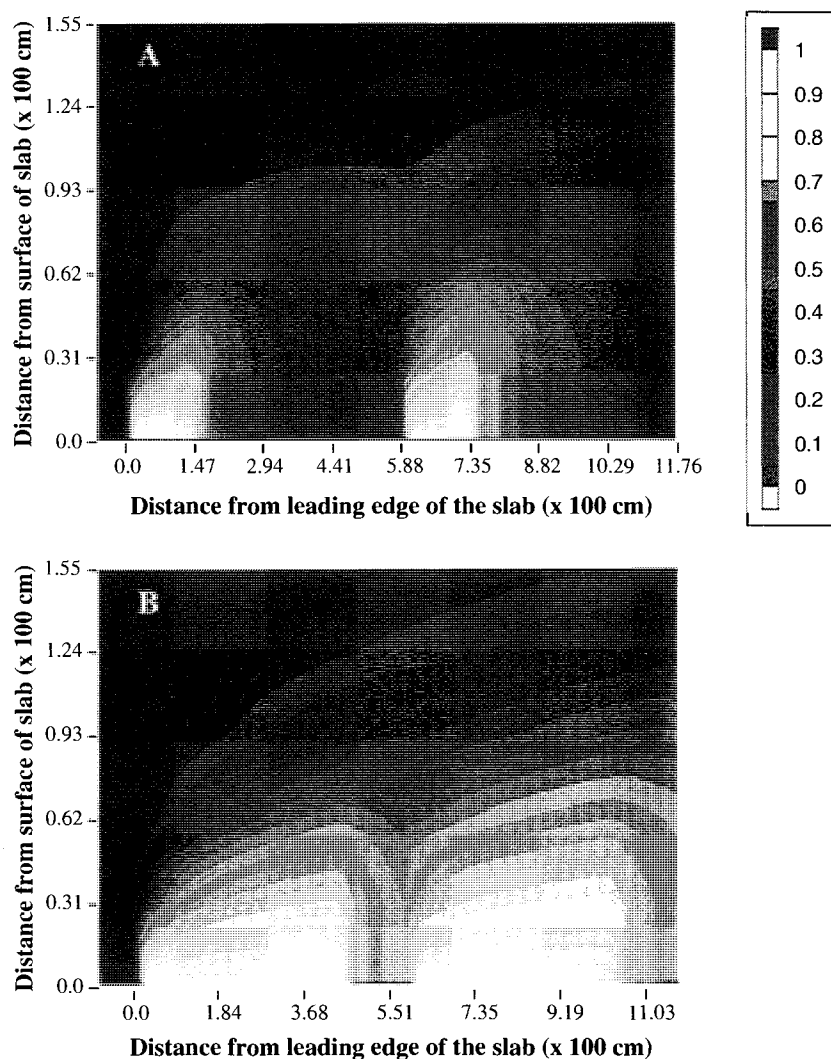 A
1.55
1.24
0.93
0.62
0.31
0.0
Distance from surface of slab (x 100 cm)
0.0 1.47 2.94 4.41 5.88 7.35 8.82 10.29 11.76
Distance from leading edge of the slab (x 100 cm)
1
0.9
0.8
0.7
0.6
0.5
0.4
0.3
0.2
0.1
0
B
1.55
1.24
0.93
0.62
0.31
0.0
Distance from surface of slab (x 100 cm)
0.0 1.84 3.68 5.51 7.35 9.19 11.03
Distance from leading edge of the slab (x 100 cm)